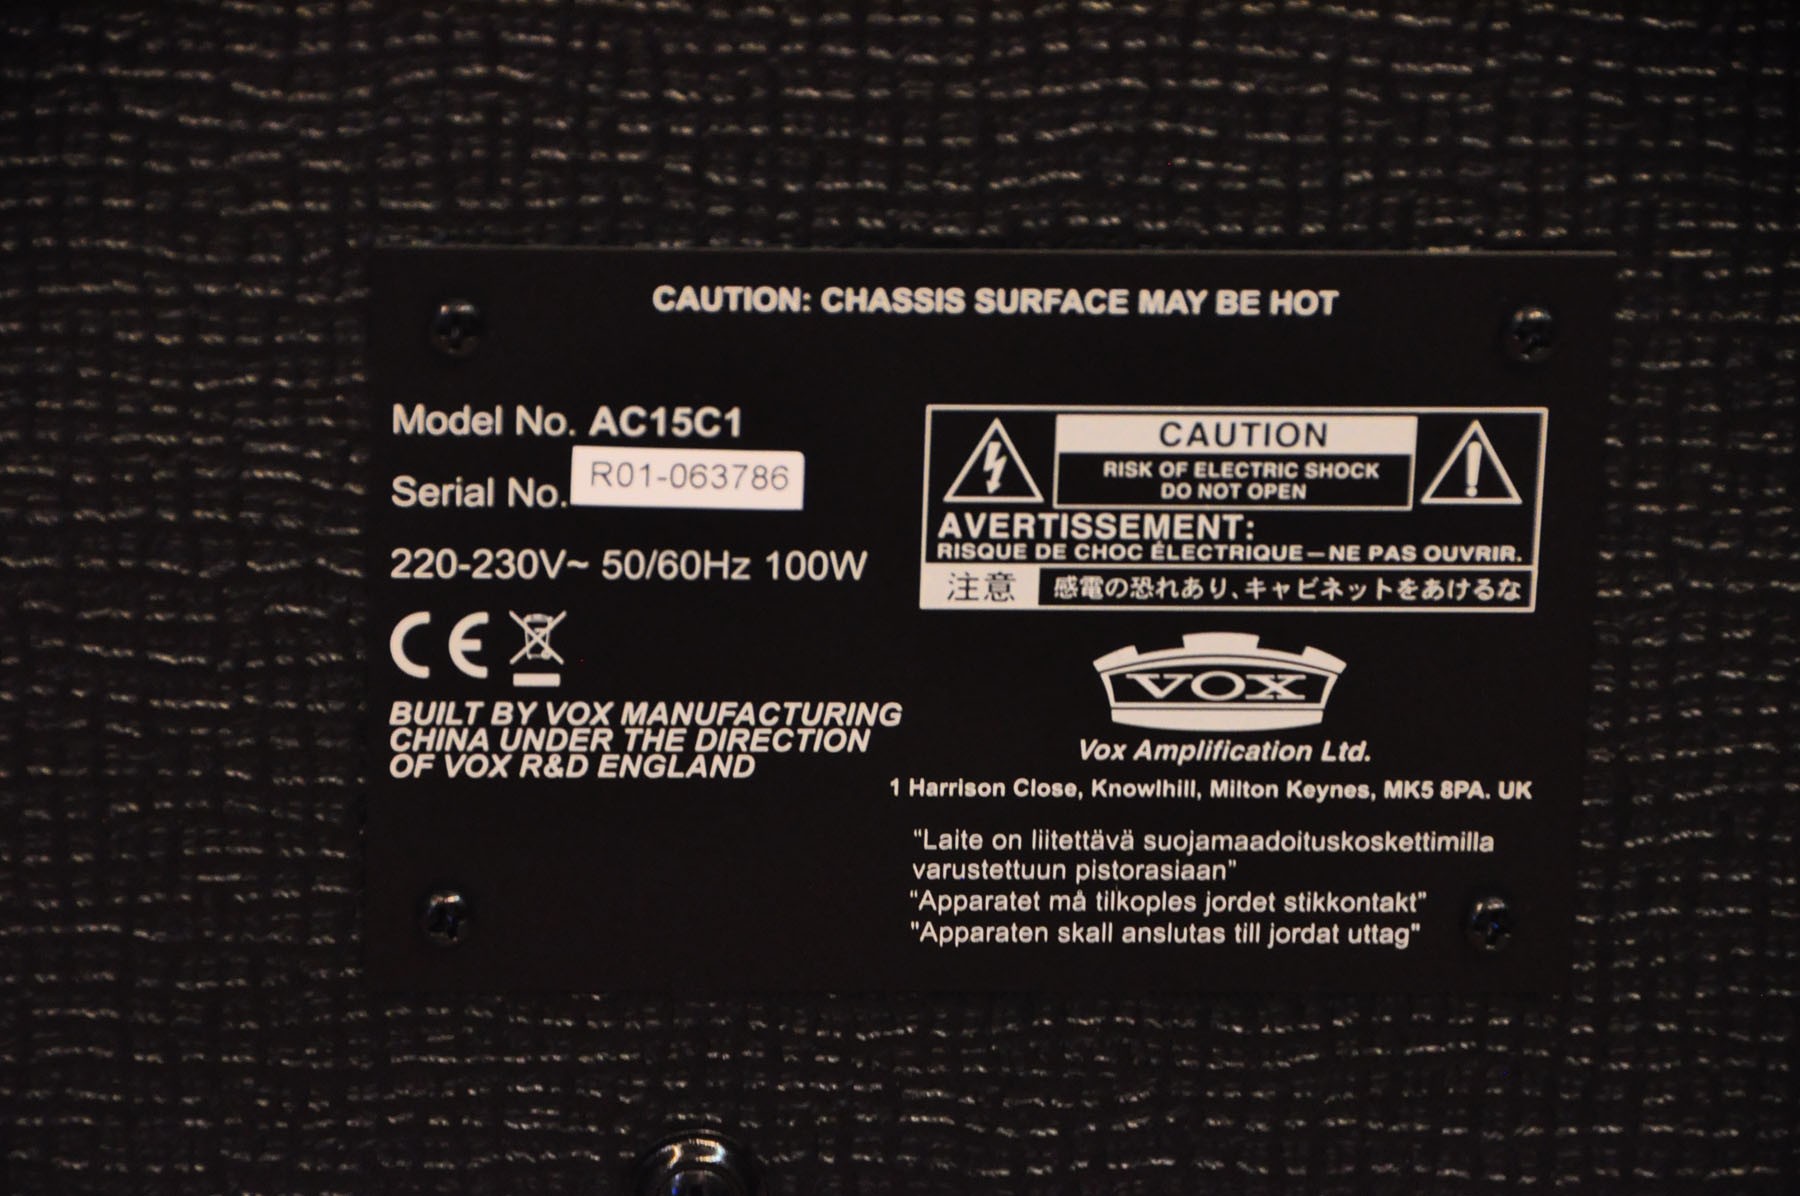 CAUTION: CHASSIS SURFACE MAY BE HOT
Model No. AC15C1
Serial No. R01-063786
220-230V~ 50/60Hz 100W
CE
BUILT BY VOX MANUFACTURING
CHINA UNDER THE DIRECTION
OF VOX R&D ENGLAND
CAUTION
RISK OF ELECTRIC SHOCK
DO NOT OPEN
AVERTISSEMENT:
RISQUE DE CHOC ÉLECTRIQUE—NE PAS OUVRIR.
注意 感電の恐れあり、キャビネットをあけるな
VOX
Vox Amplification Ltd.
1 Harrison Close, Knowlhill, Milton Keynes, MK5 8PA. UK
"Laite on liitettävä suojamaadoituskoskettimilla
varustettuun pistorasiaan"
"Apparatet må tilkoples jordet stikkontakt"
"Apparaten skall anslutas till jordat uttag"